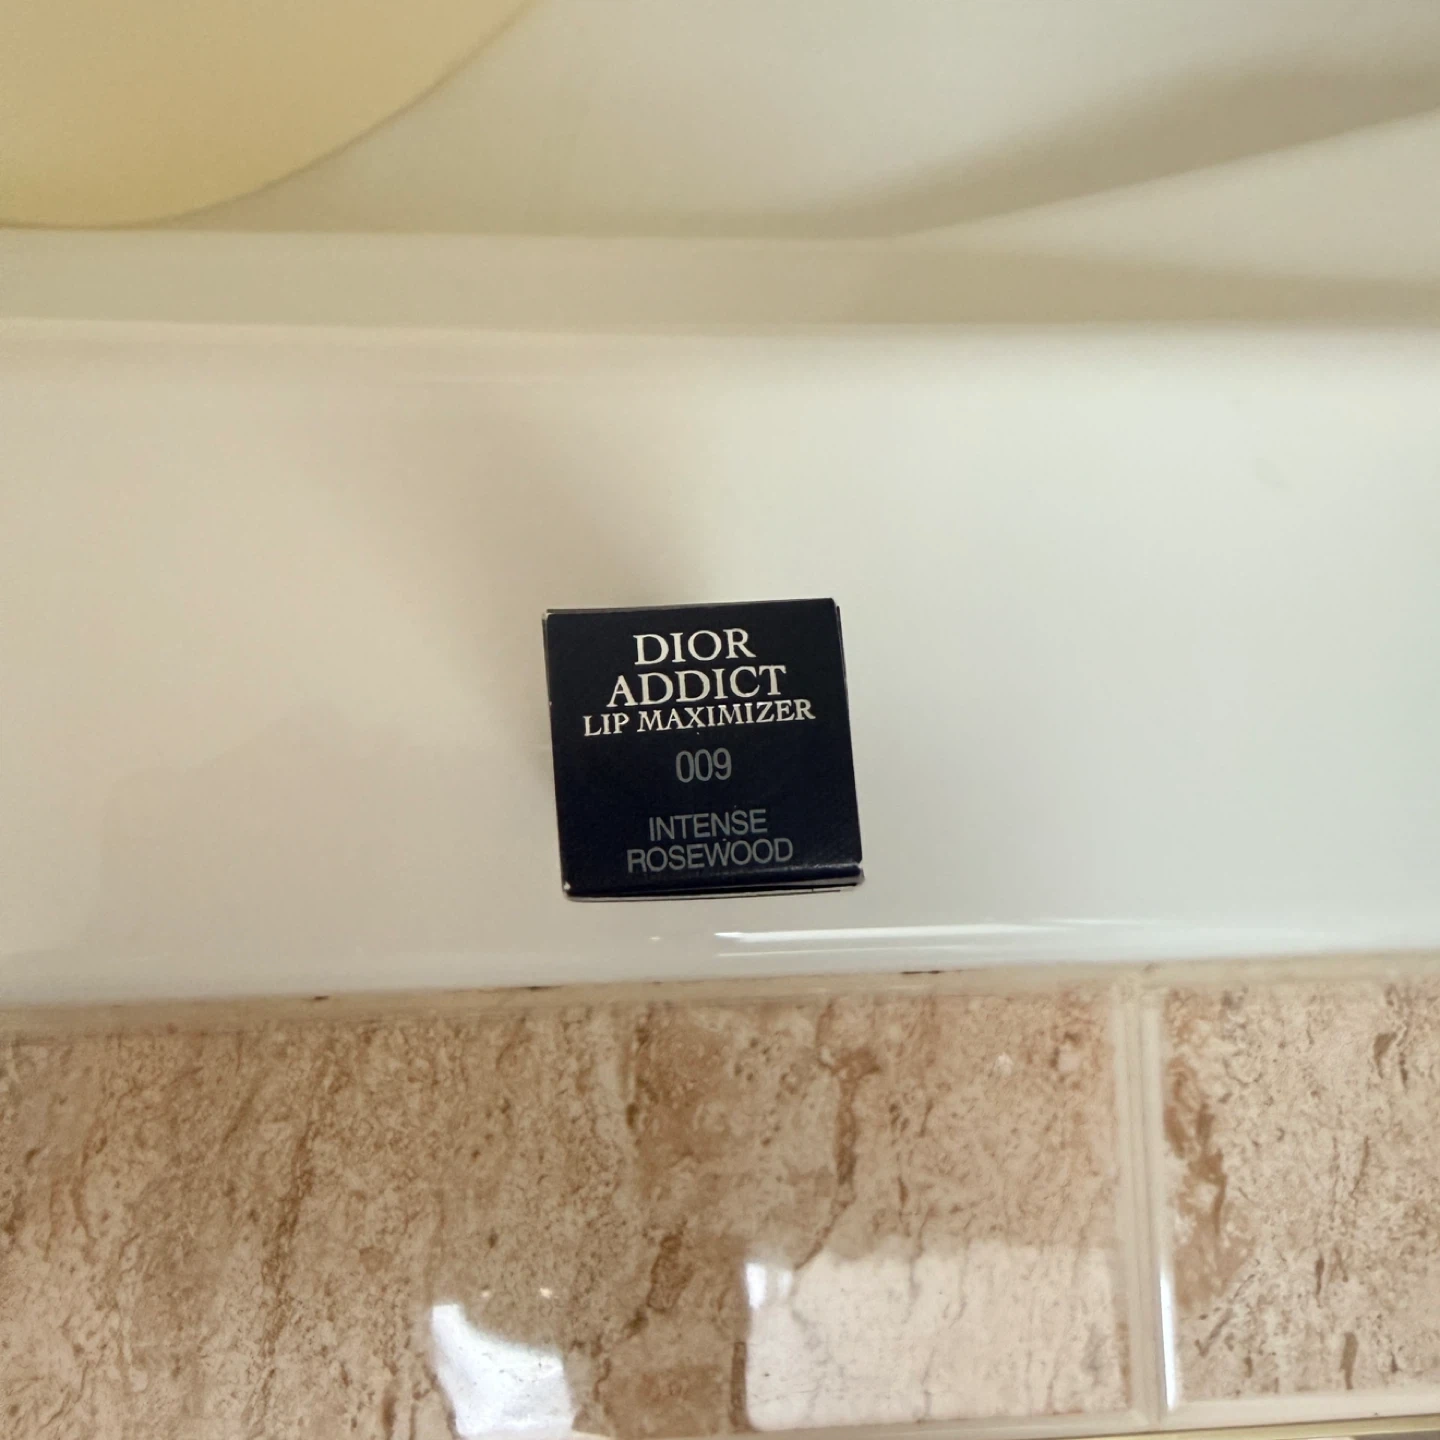 DIOR
ADDICT
LIP MAXIMIZER
009
INTENSE
ROSEWOOD